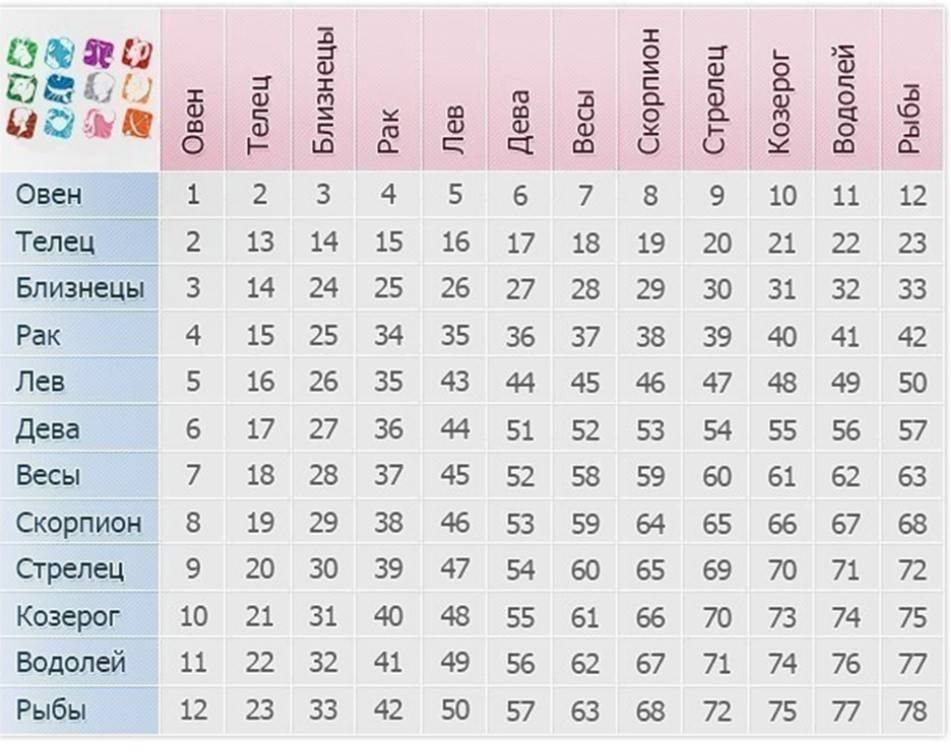 Овен Телец Близнецы Рак Лев Дева Весы Скорпион Стрелец Козерог Водолей Рыбы
Овен 1 2 3 4 5 6 7 8 9 10 11 12
Телец 2 13 14 15 16 17 18 19 20 21 22 23
Близнецы 3 14 24 25 26 27 28 29 30 31 32 33
Рак 4 15 25 34 35 36 37 38 39 40 41 42
Лев 5 16 26 35 43 44 45 46 47 48 49 50
Дева 6 17 27 36 44 51 52 53 54 55 56 57
Весы 7 18 28 37 45 52 58 59 60 61 62 63
Скорпион 8 19 29 38 46 53 59 64 65 66 67 68
Стрелец 9 20 30 39 47 54 60 65 69 70 71 72
Козерог 10 21 31 40 48 55 61 66 70 73 74 75
Водолей 11 22 32 41 49 56 62 67 71 74 76 77
Рыбы 12 23 33 42 50 57 63 68 72 75 77 78